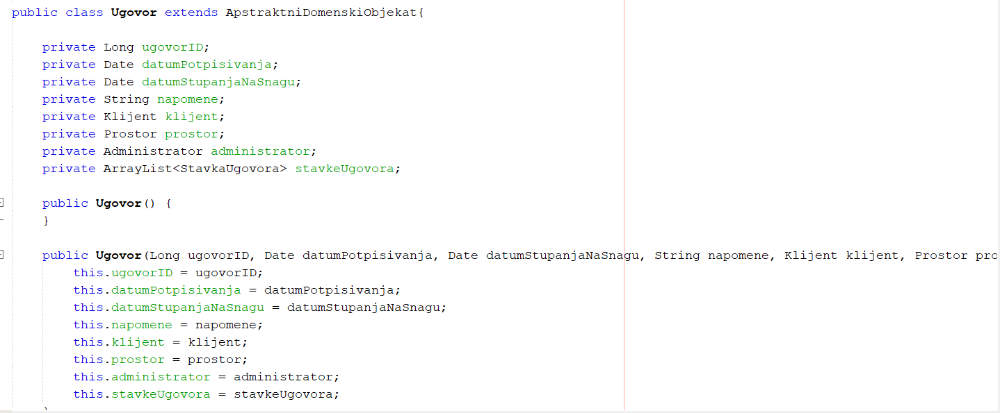 public class Ugovor extends ApstraktniDomenskiObjekat{
private Long ugovorID;
private Date datumPotpisivanja;
private Date datumStupanjaNaSnagu;
private String napomene;
private Klijent klijent;
private Prostor prostor;
private Administrator administrator;
private ArrayList<StavkaUgovora> stavkeUgovora;
public Ugovor() {
}
public Ugovor(Long ugovorID, Date datumPotpisivanja, Date datumStupanjaNaSnagu, String napomene, Klijent klijent, Prostor pro
this.ugovorID = ugovorID;
this.datumPotpisivanja = datumPotpisivanja;
this.datumStupanjaNaSnagu = datumStupanjaNaSnagu;
this.napomene = napomene;
this.klijent = klijent;
this.prostor = prostor;
this.administrator = administrator;
this.stavkeUgovora = stavkeUgovora;